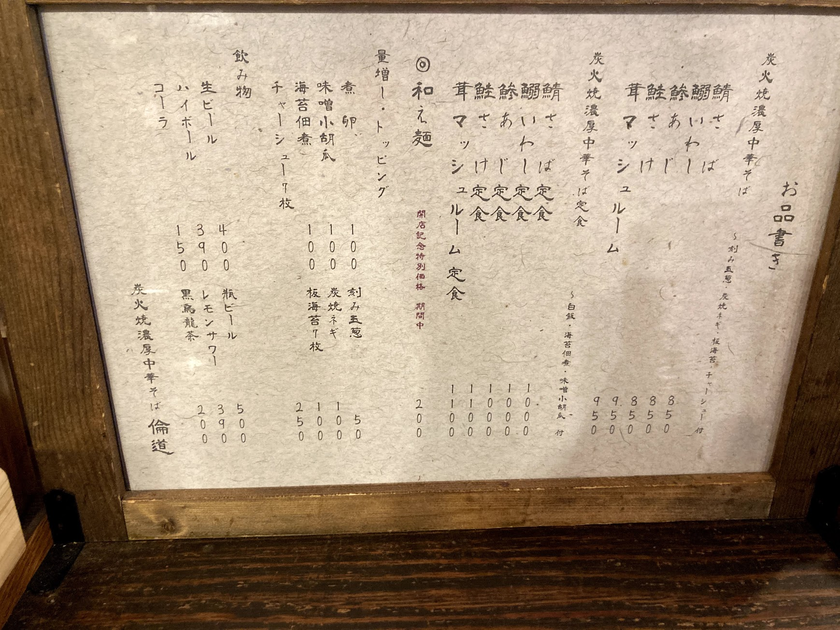 お品書き
炭火焼濃厚中華そば ～刻み玉葱・炭焼ネギ・板海苔・チャーシュー付
鯖さば 850
鰯いわし 850
鯵あじ 850
鮭さけ 950
茸マッシュルーム 950
炭火焼濃厚中華そば定食 ～白飯・海苔佃煮・味噌小胡瓜 付
鯖さば定食 1000
鰯いわし定食 1000
鯵あじ定食 1000
鮭さけ定食 1100
茸マッシュルーム定食 1100
◎和え麺 開店記念特別価格 期間中 200
量増し・トッピング
煮卵 100 刻み玉葱 50
味噌小胡瓜 100 炭焼ネギ 100
海苔佃煮 100 板海苔7枚 100
チャーシュー7枚 250
飲み物
生ビール 400 瓶ビール 500
ハイボール 390 レモンサワー 390
コーラ 150 黒烏龍茶 200
炭火焼濃厚中華そば 倫道